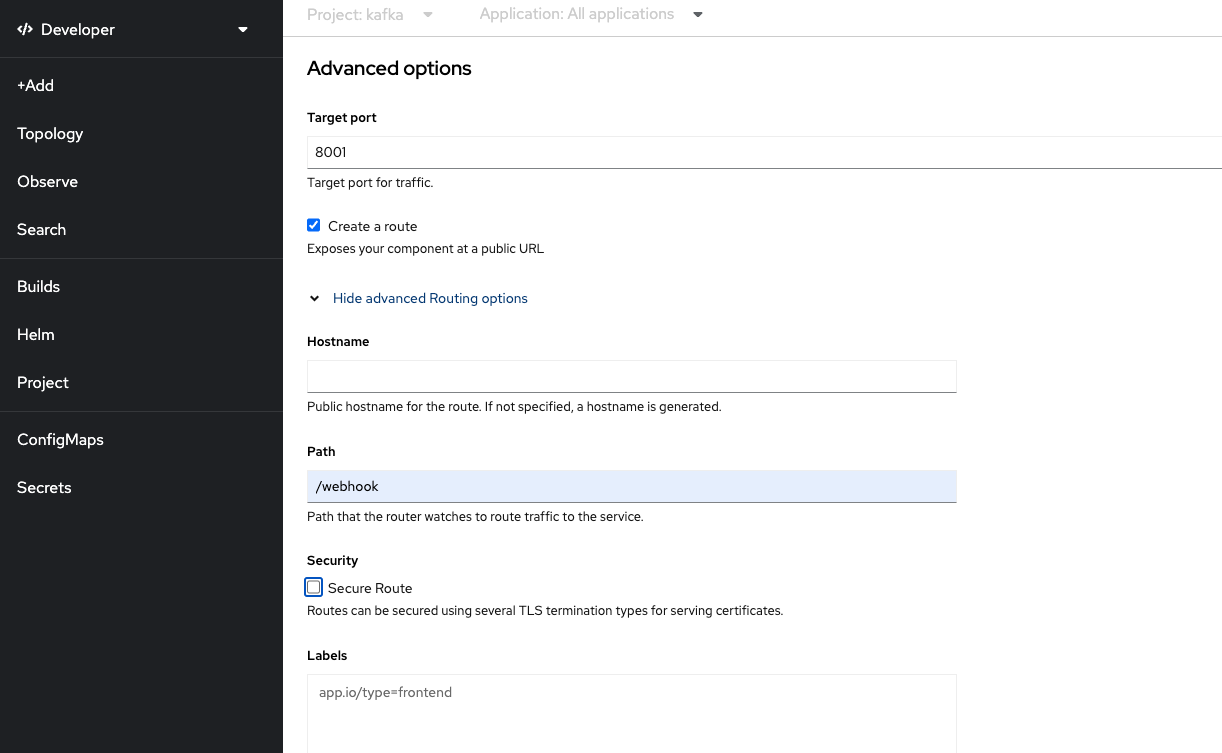 Developer
+Add
Topology
Observe
Search
Builds
Helm
Project
ConfigMaps
Secrets
Project: kafka
Application: All applications
Advanced options
Target port
8001
Target port for traffic.
Create a route
Exposes your component at a public URL
Hide advanced Routing options
Hostname
Public hostname for the route. If not specified, a hostname is generated.
Path
/webhook
Path that the router watches to route traffic to the service.
Security
Secure Route
Routes can be secured using several TLS termination types for serving certificates.
Labels
app.io/type=frontend